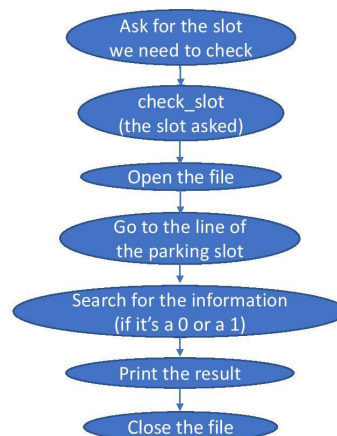 Ask for the slot
we need to check
check_slot
(the slot asked)
Open the file
Go to the line of
the parking slot
Search for the information
(if it's a 0 or a 1)
Print the result
Close the file